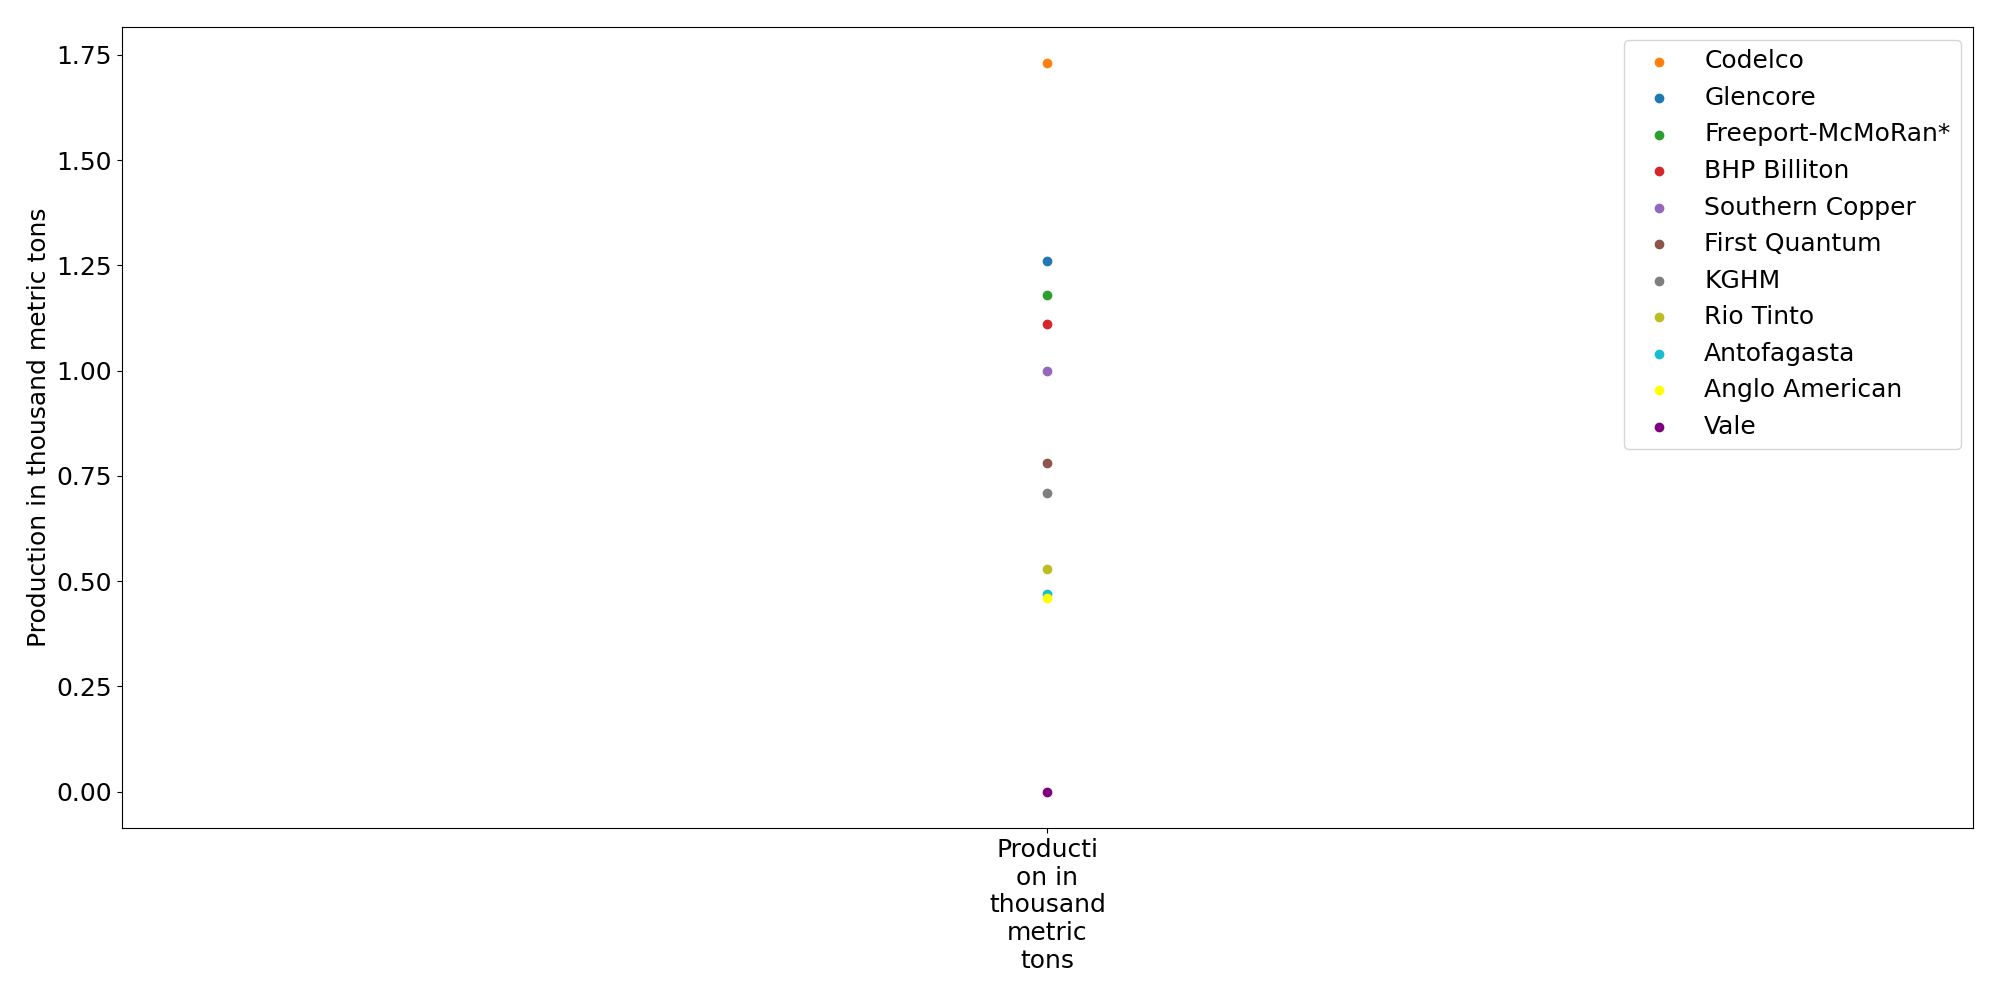 1.75
1.50
1.25
1.00
0.75
0.50
0.25
0.00
Production in thousand metric tons
Producti
on in
thousand
metric
tons
Codelco
Glencore
Freeport-McMoRan*
BHP Billiton
Southern Copper
First Quantum
KGHM
Rio Tinto
Antofagasta
Anglo American
Vale